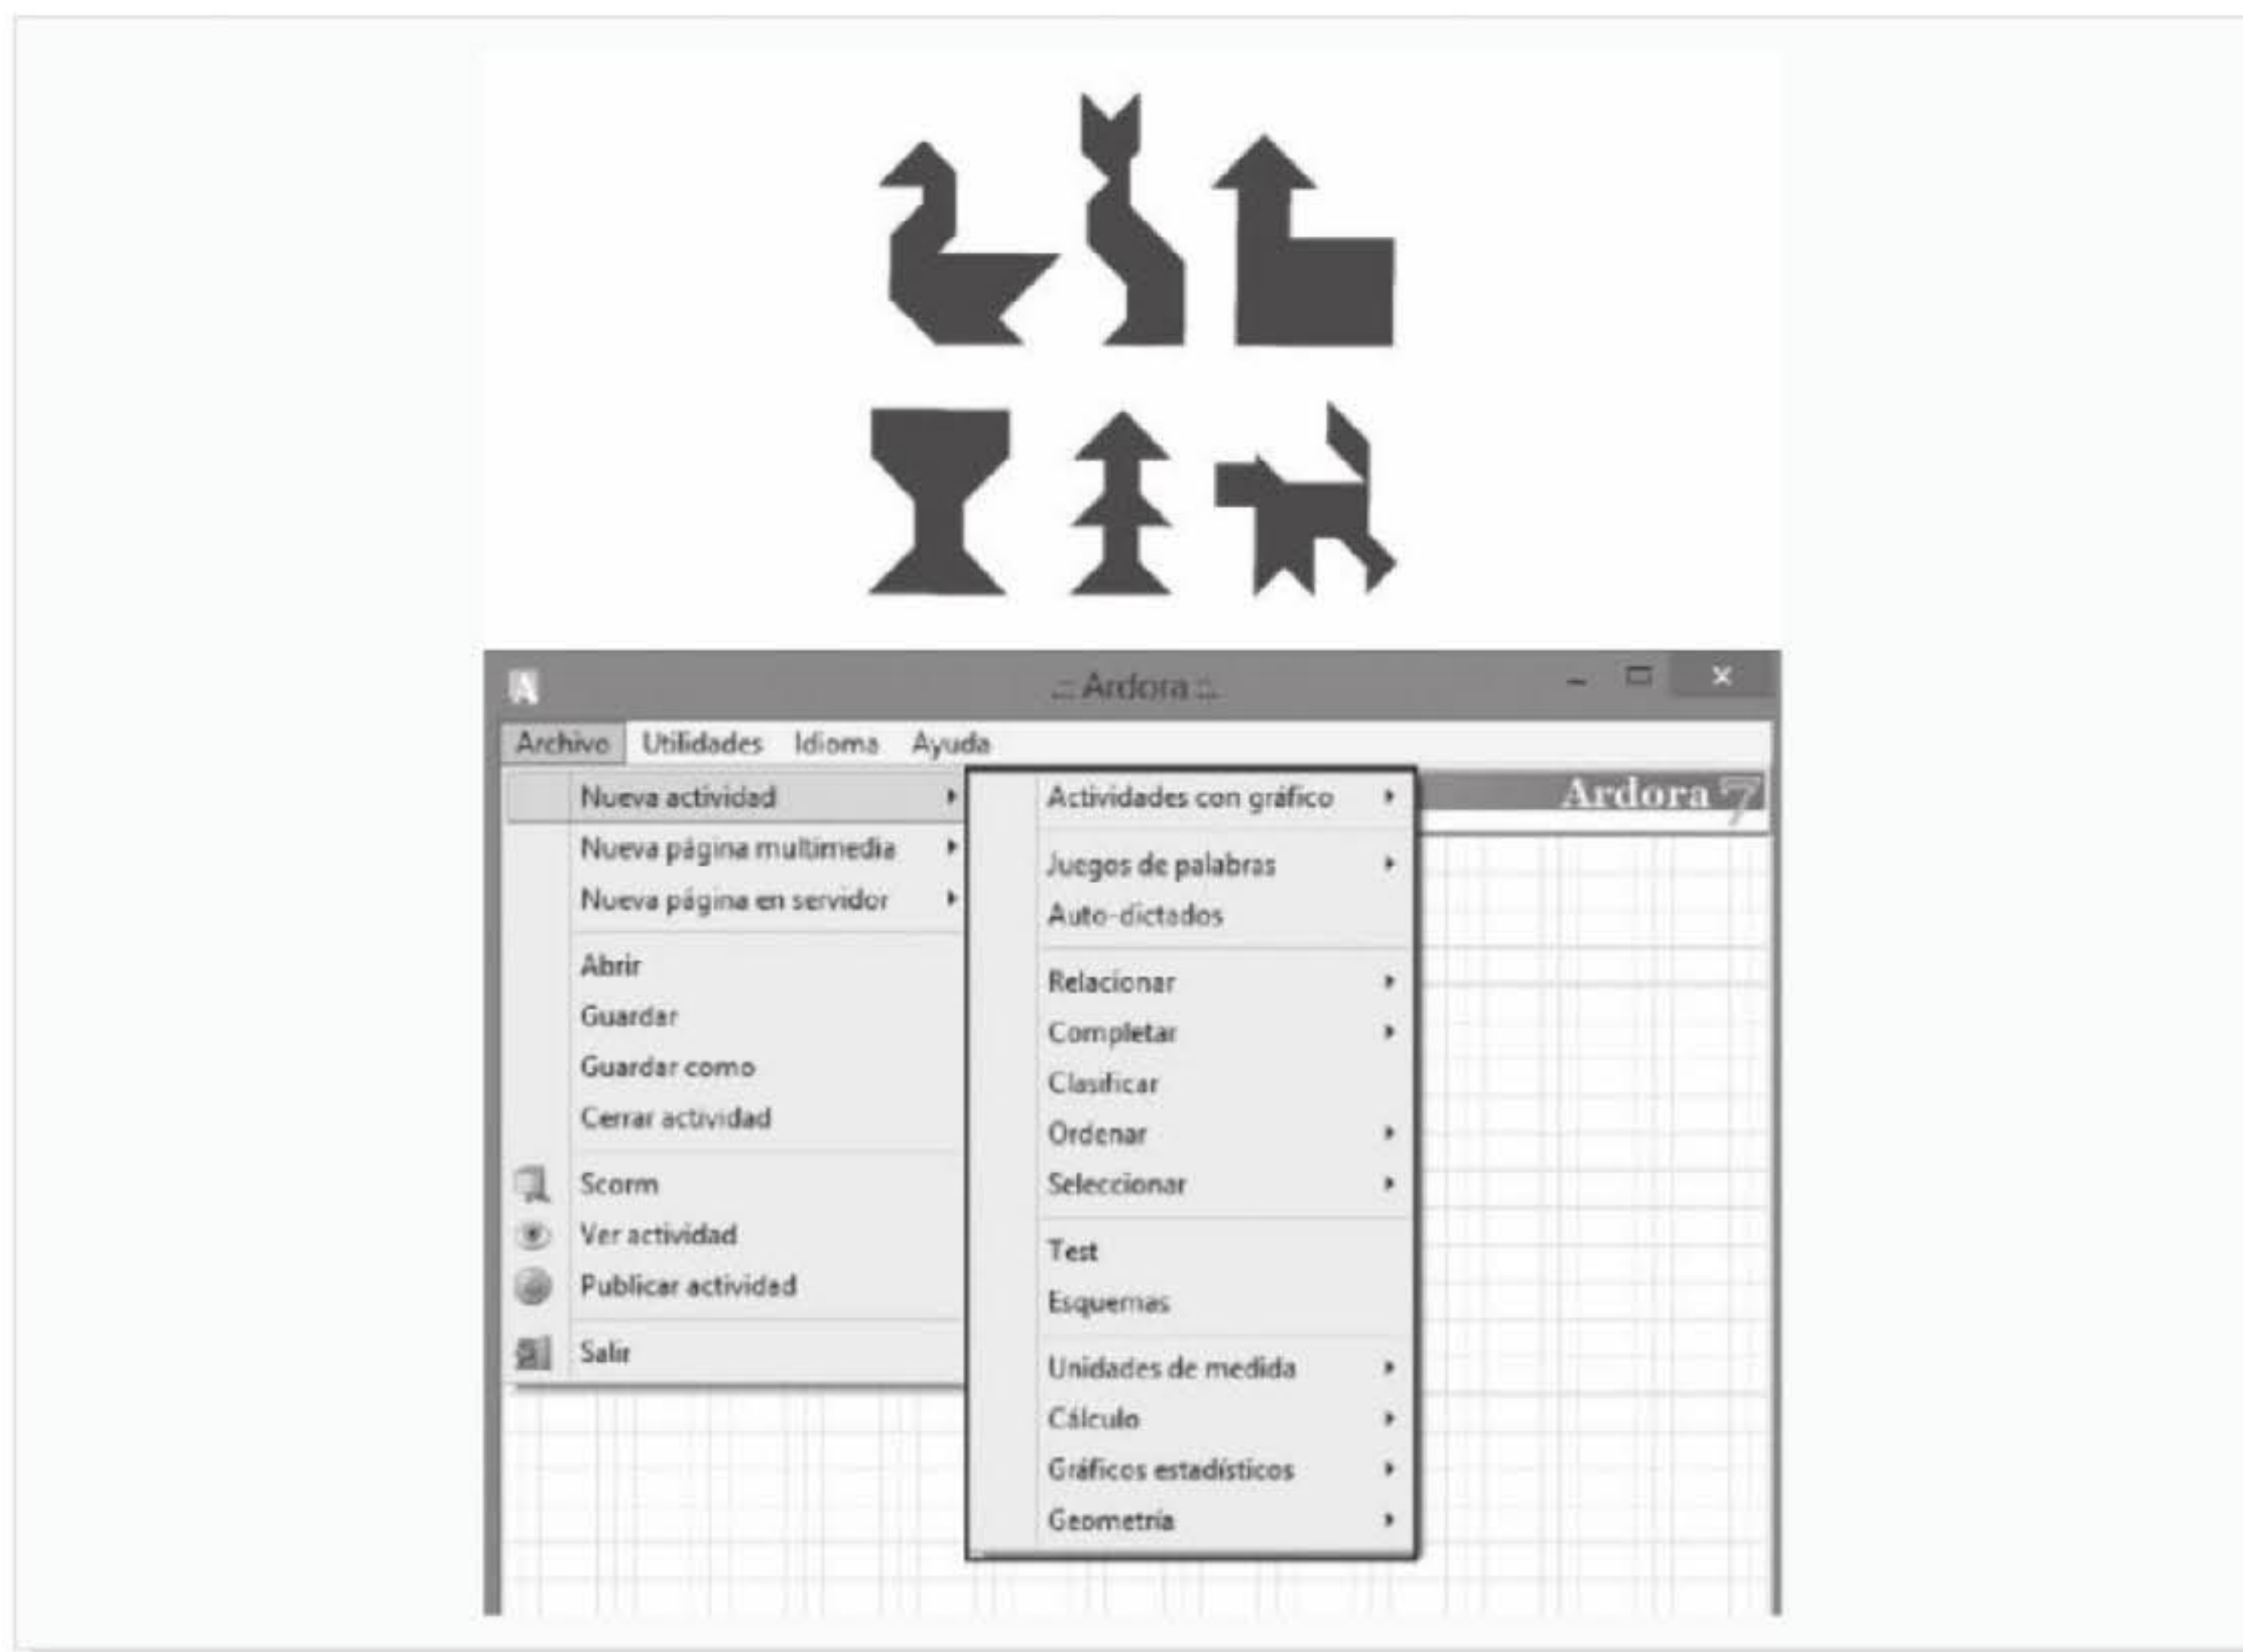 .:: Ardora ::.
Archivo Utilidades Idioma Ayuda
Ardora 7
Nueva actividad
Nueva página multimedia
Nueva página en servidor
Abrir
Guardar
Guardar como
Cerrar actividad
Scorm
Ver actividad
Publicar actividad
Salir
Actividades con gráfico
Juegos de palabras
Auto-dictados
Relacionar
Completar
Clasificar
Ordenar
Seleccionar
Test
Esquemas
Unidades de medida
Cálculo
Gráficos estadísticos
Geometría